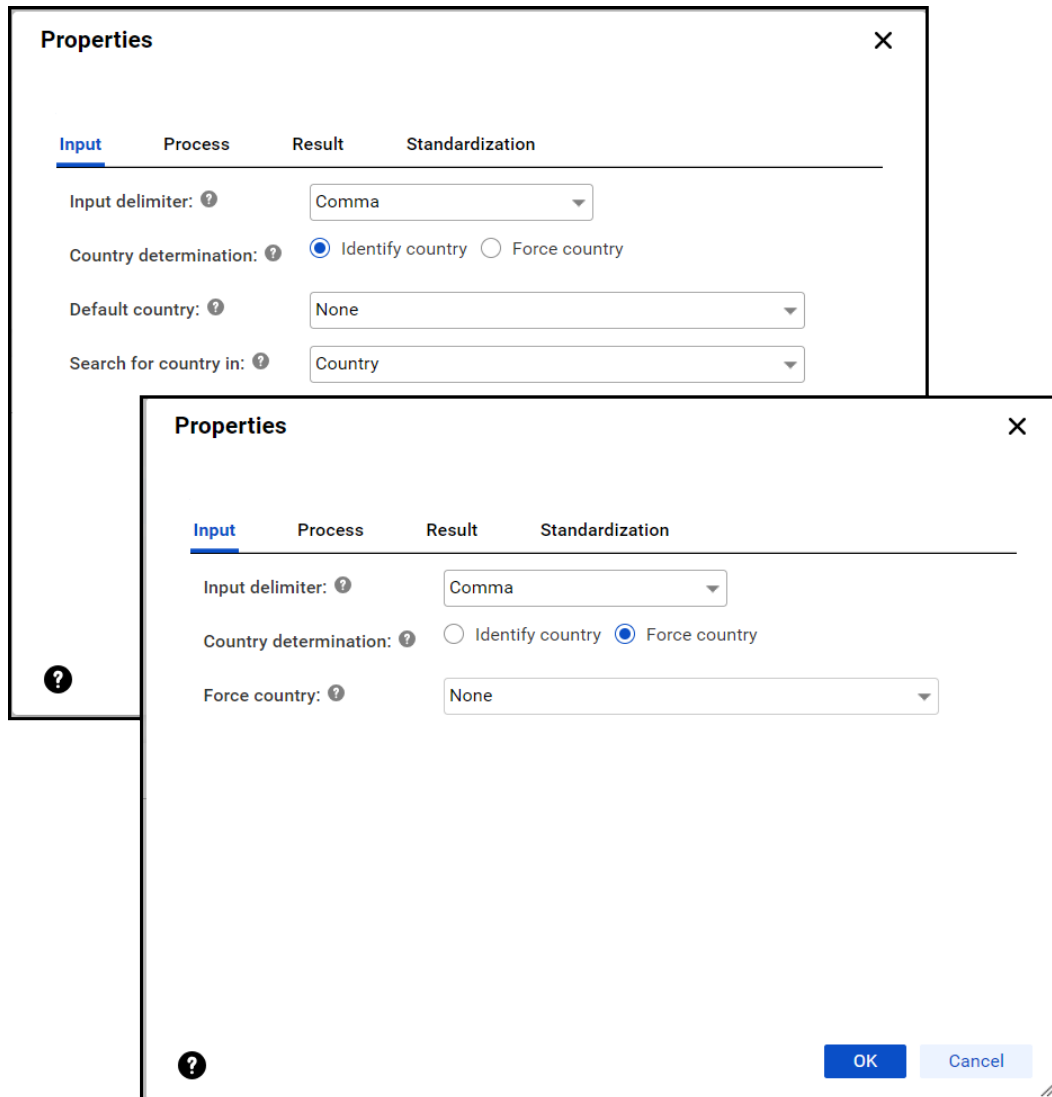 Properties
Input Process Result Standardization
Input delimiter: ? Comma
Country determination: ? Identify country Force country
Default country: ? None
Search for country in: ? Country
?
Properties
Input Process Result Standardization
Input delimiter: ? Comma
Country determination: ? Identify country Force country
Force country: ? None
? OK Cancel